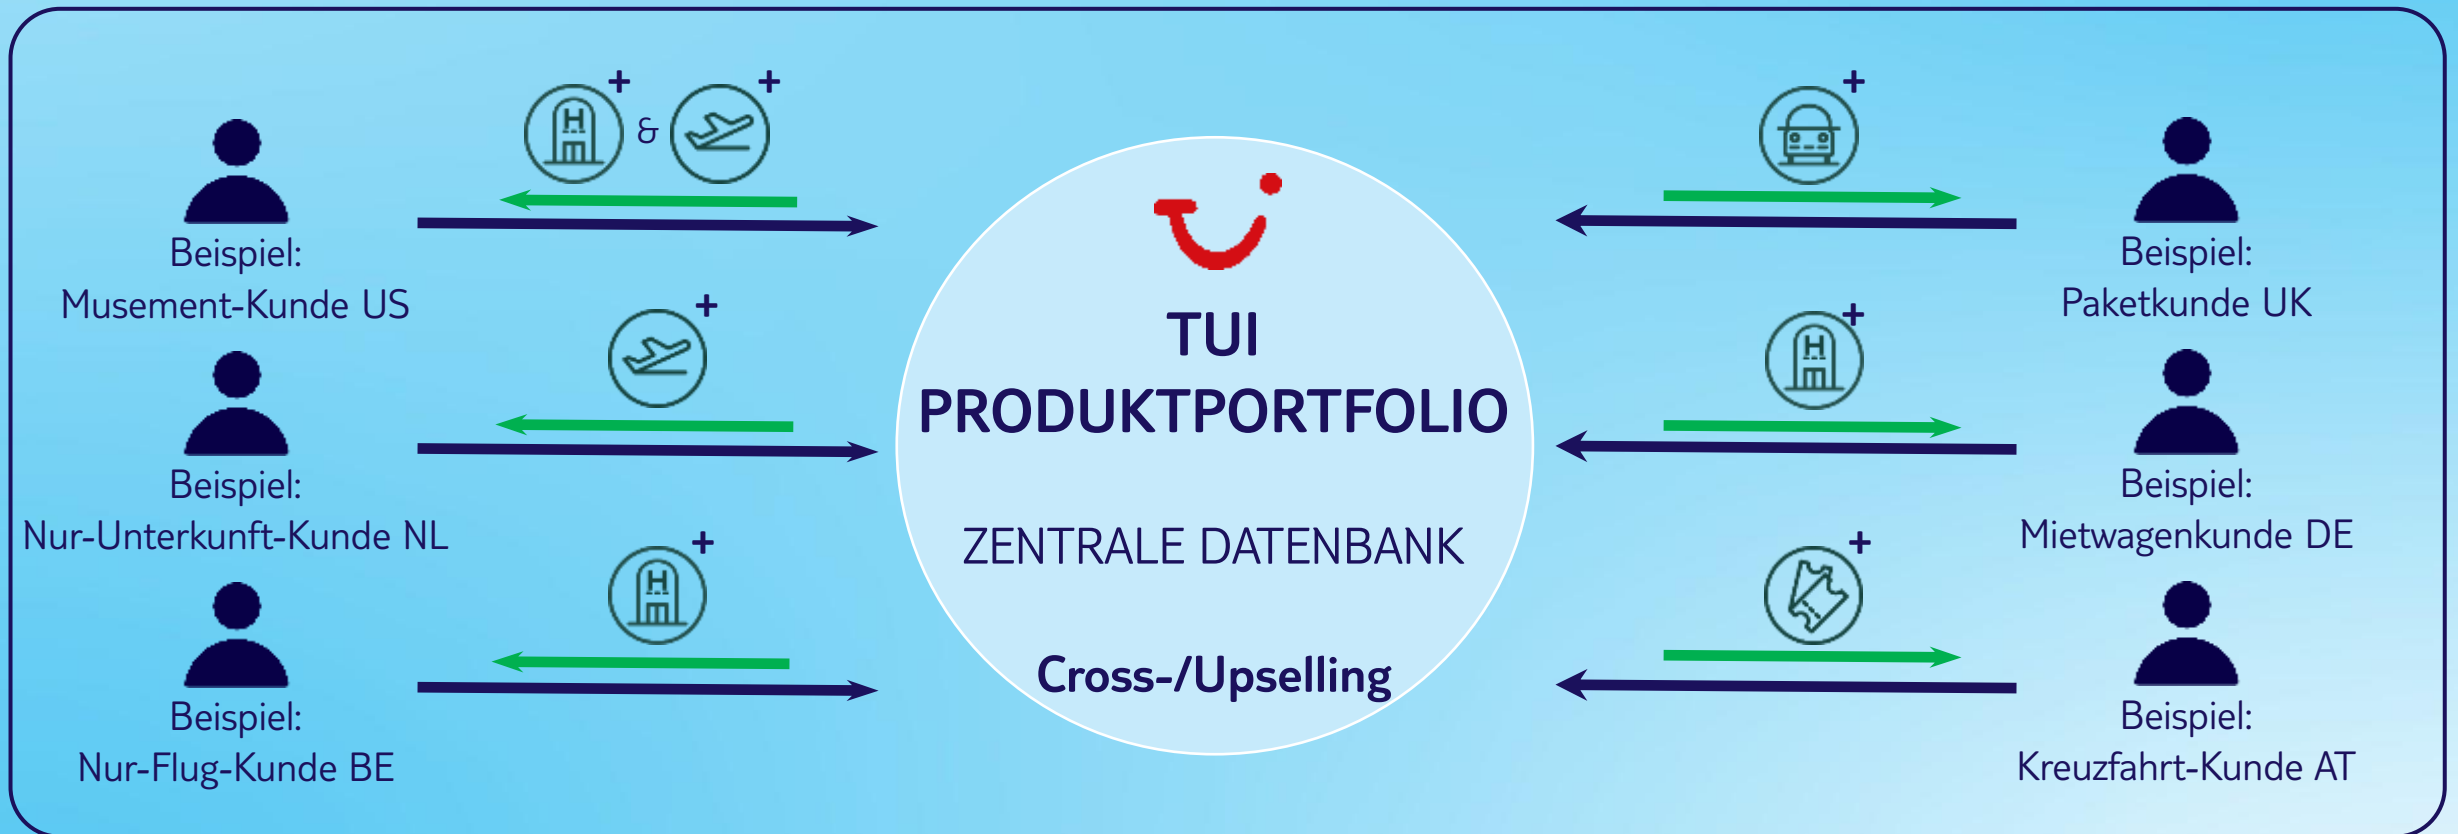 + & +
Beispiel:
Musement-Kunde US
+
Beispiel:
Nur-Unterkunft-Kunde NL
+
Beispiel:
Nur-Flug-Kunde BE
TUI
PRODUKTPORTFOLIO
ZENTRALE DATENBANK
Cross-/Upselling
+
Beispiel:
Paketkunde UK
+
Beispiel:
Mietwagenkunde DE
+
Beispiel:
Kreuzfahrt-Kunde AT